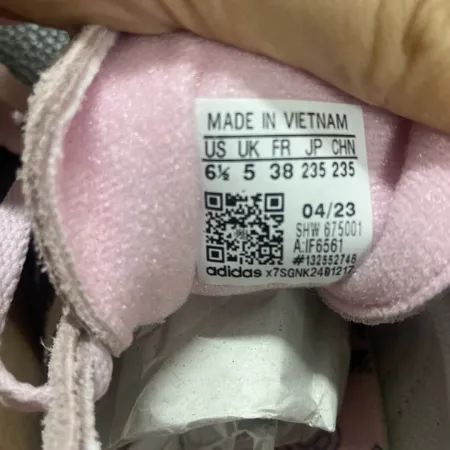 MADE IN VIETNAM
US UK FR JP CHN
6½ 5 38 235 235
04/23
SHW 675001
A:IF6561
#132552748
adidas x7SGNK24B121Z